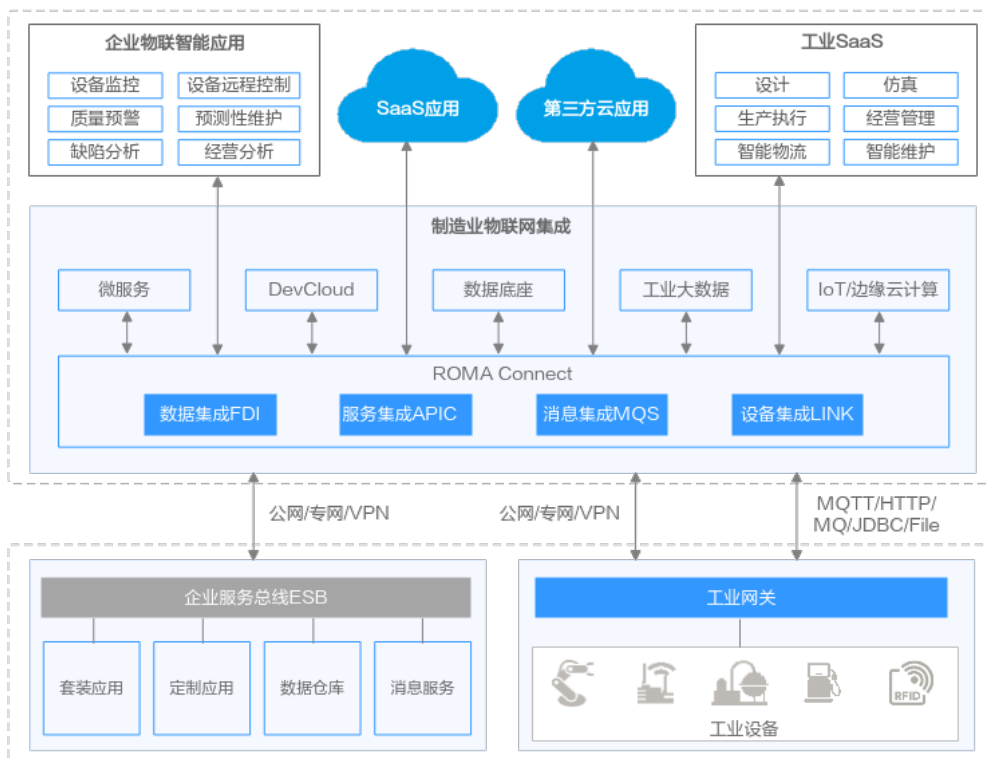 企业物联智能应用
设备监控
设备远程控制
质量预警
预测性维护
缺陷分析
经营分析
SaaS应用
第三方云应用
工业SaaS
设计
仿真
生产执行
经营管理
智能物流
智能维护
制造业物联网集成
微服务
DevCloud
数据底座
工业大数据
IoT/边缘云计算
ROMA Connect
数据集成FDI
服务集成APIC
消息集成MQS
设备集成LINK
公网/专网/VPN
公网/专网/VPN
MQTT/HTTP/
MQ/JDBC/File
企业服务总线ESB
套装应用
定制应用
数据仓库
消息服务
工业网关
RFID
工业设备